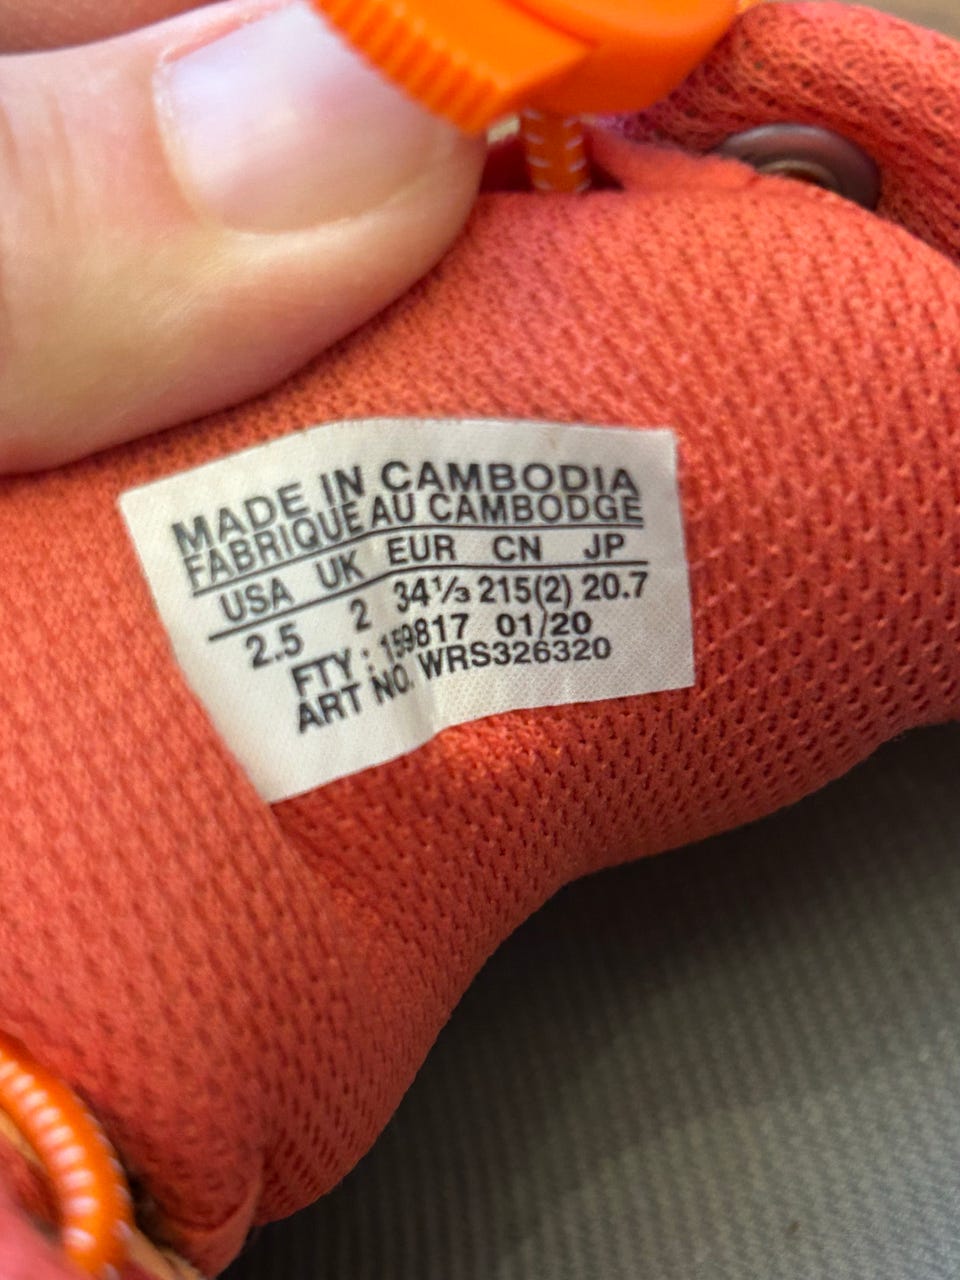 MADE IN CAMBODIA
FABRIQUE AU CAMBODGE
USA UK EUR CN JP
2.5 2 34⅓ 215(2) 20.7
FTY : 159817 01/20
ART NO. WRS326320